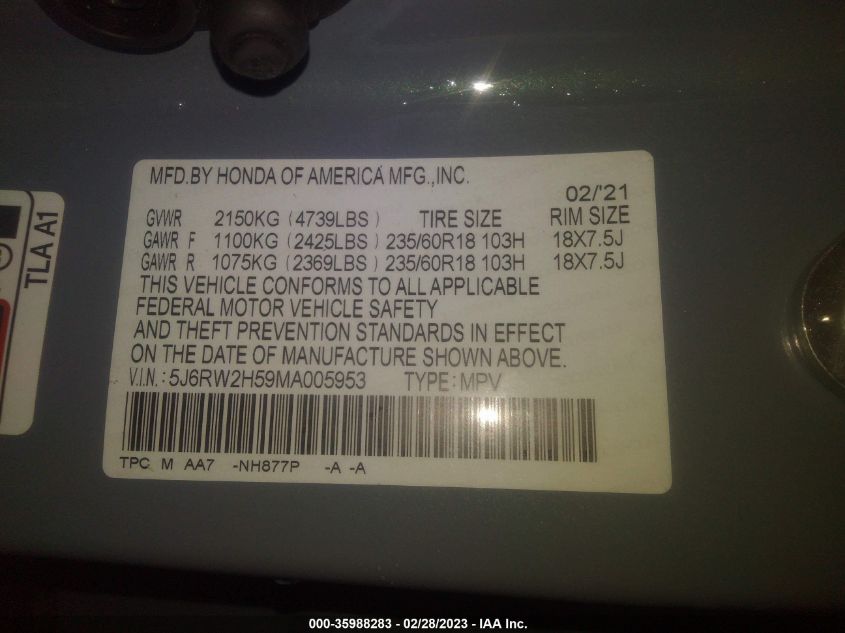 MFD.BY HONDA OF AMERICA MFG.,INC.
02/'21
GVWR 2150KG (4739LBS) TIRE SIZE RIM SIZE
GAWR F 1100KG (2425LBS) 235/60R18 103H 18X7.5J
GAWR R 1075KG (2369LBS) 235/60R18 103H 18X7.5J
THIS VEHICLE CONFORMS TO ALL APPLICABLE
FEDERAL MOTOR VEHICLE SAFETY
AND THEFT PREVENTION STANDARDS IN EFFECT
ON THE DATE OF MANUFACTURE SHOWN ABOVE.
V.I.N.: 5J6RW2H59MA005953 TYPE: MPV
TPC M AA7 -NH877P -A -A
TLA A1
000-35988283 - 02/28/2023 - IAA Inc.